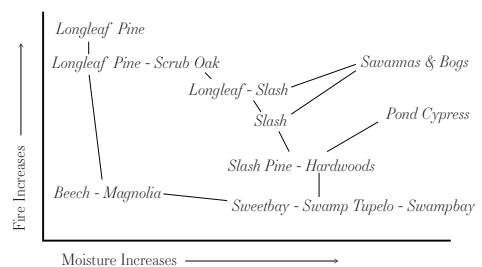 Longleaf Pine
Longleaf Pine - Scrub Oak
Savannas & Bogs
Longleaf - Slash
Slash
Pond Cypress
Slash Pine - Hardwoods
Beech - Magnolia
Sweetbay - Swamp Tupelo - Swampbay
Fire Increases
Moisture Increases